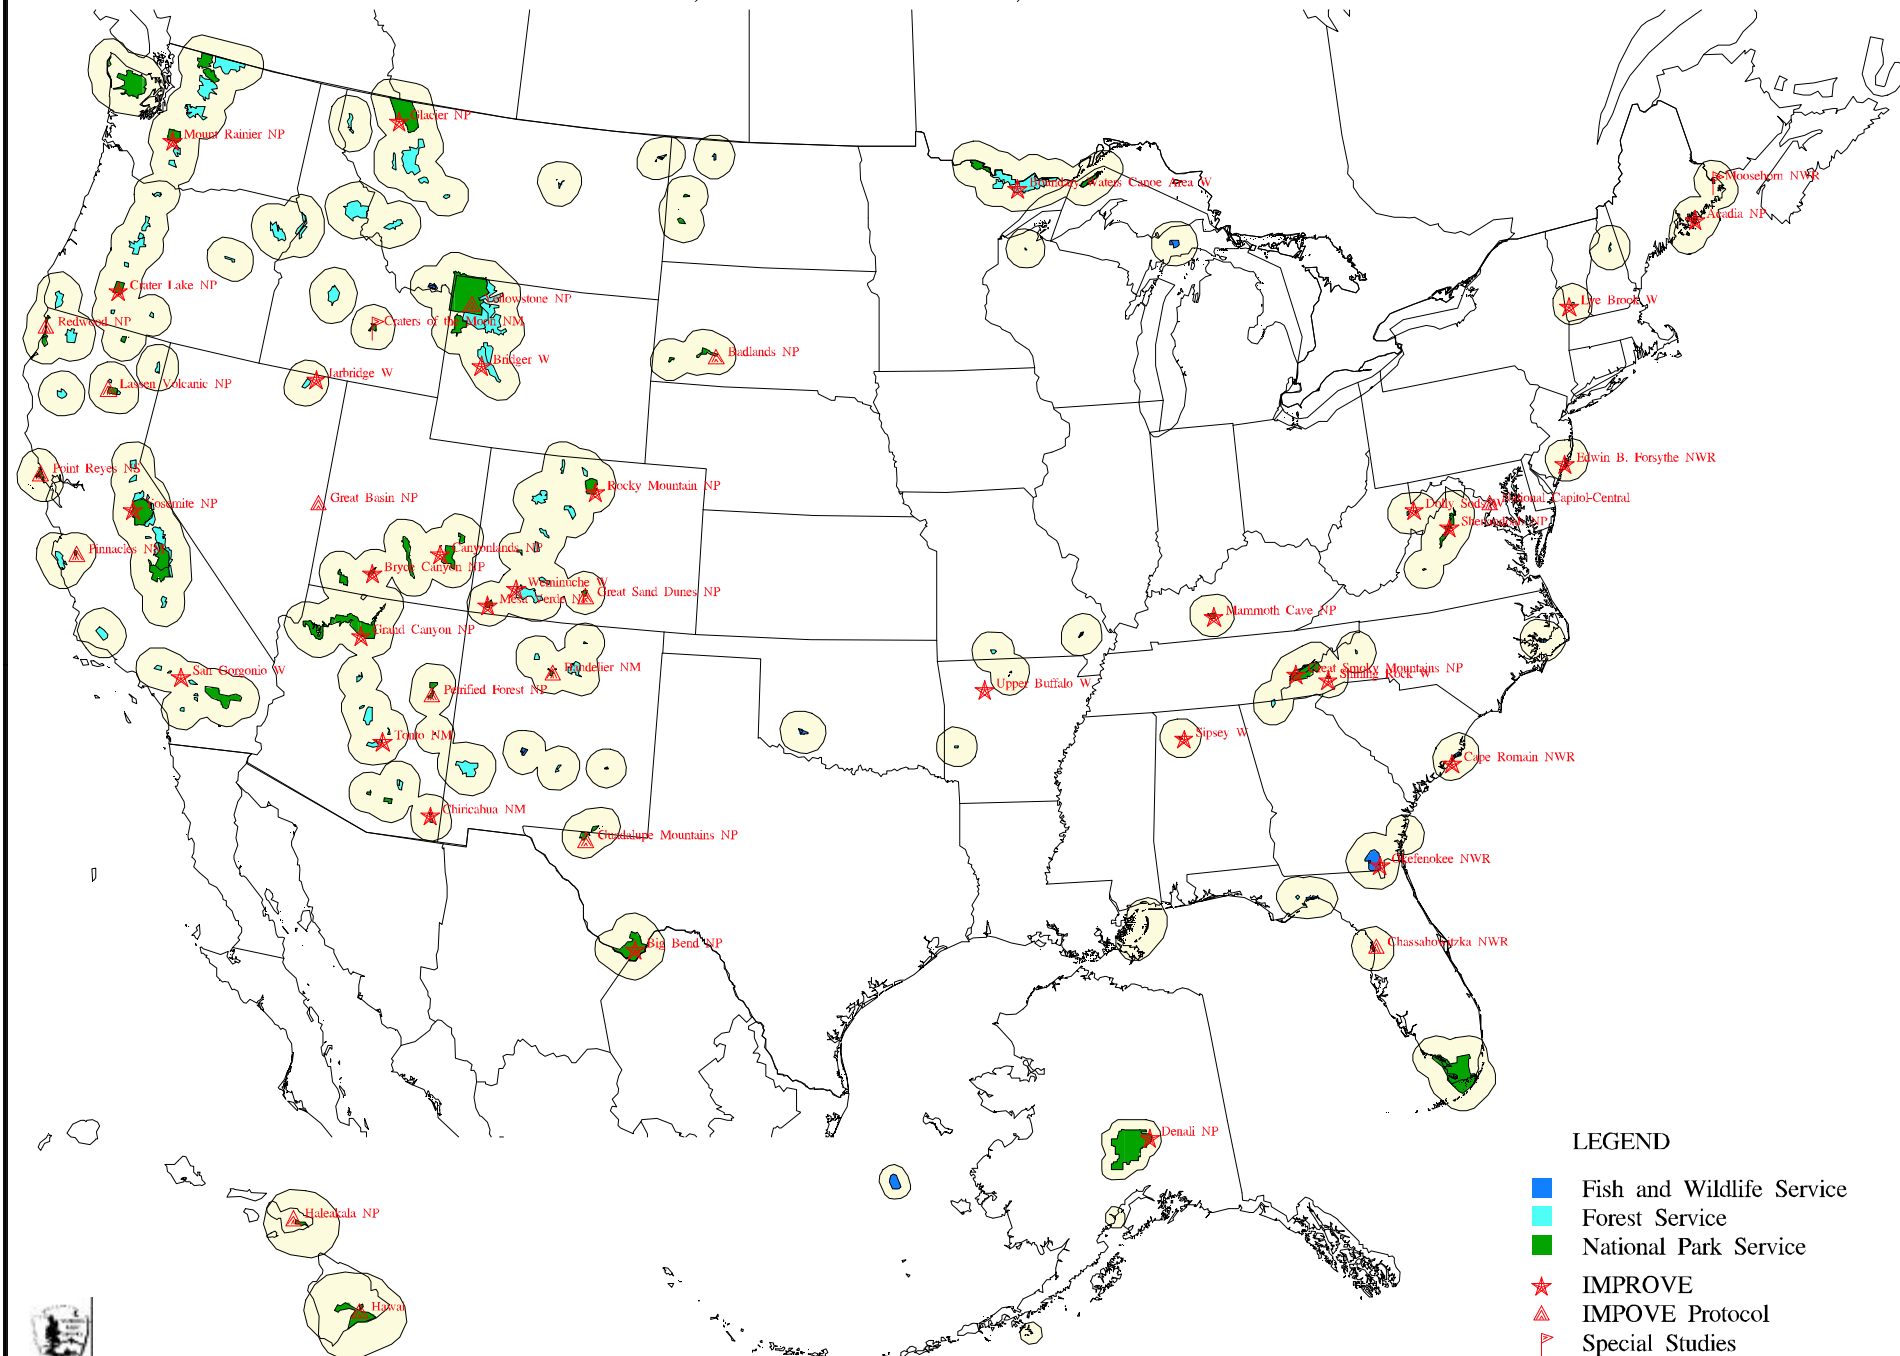 Glacier NP
Mount Rainier NP
Boundary Waters Canoe Area W
Moosehorn NWR
Acadia NP
Crater Lake NP
Yellowstone NP
Lye Brook W
Redwood NP
Craters of the Moon NM
Badlands NP
Bridger W
Jarbridge W
Lassen Volcanic NP
Edwin B. Forsythe NWR
Point Reyes NS
Rocky Mountain NP
Great Basin NP
National Capitol-Central
Yosemite NP
Dolly Sods W
Shenandoah NP
Canyonlands NP
Pinnacles NM
Bryce Canyon NP
Weminuche W
Great Sand Dunes NP
Mesa Verde NP
Mammoth Cave NP
Grand Canyon NP
San Gorgonio W
Bandelier NM
Great Smoky Mountains NP
Shining Rock W
Petrified Forest NP
Upper Buffalo W
Tonto NM
Sipsey W
Cape Romain NWR
Chiricahua NM
Guadalupe Mountains NP
Okefenokee NWR
Big Bend NP
Chassahowitzka NWR
Denali NP
Haleakala NP
Hawaii
LEGEND
Fish and Wildlife Service
Forest Service
National Park Service
IMPROVE
IMPOVE Protocol
Special Studies